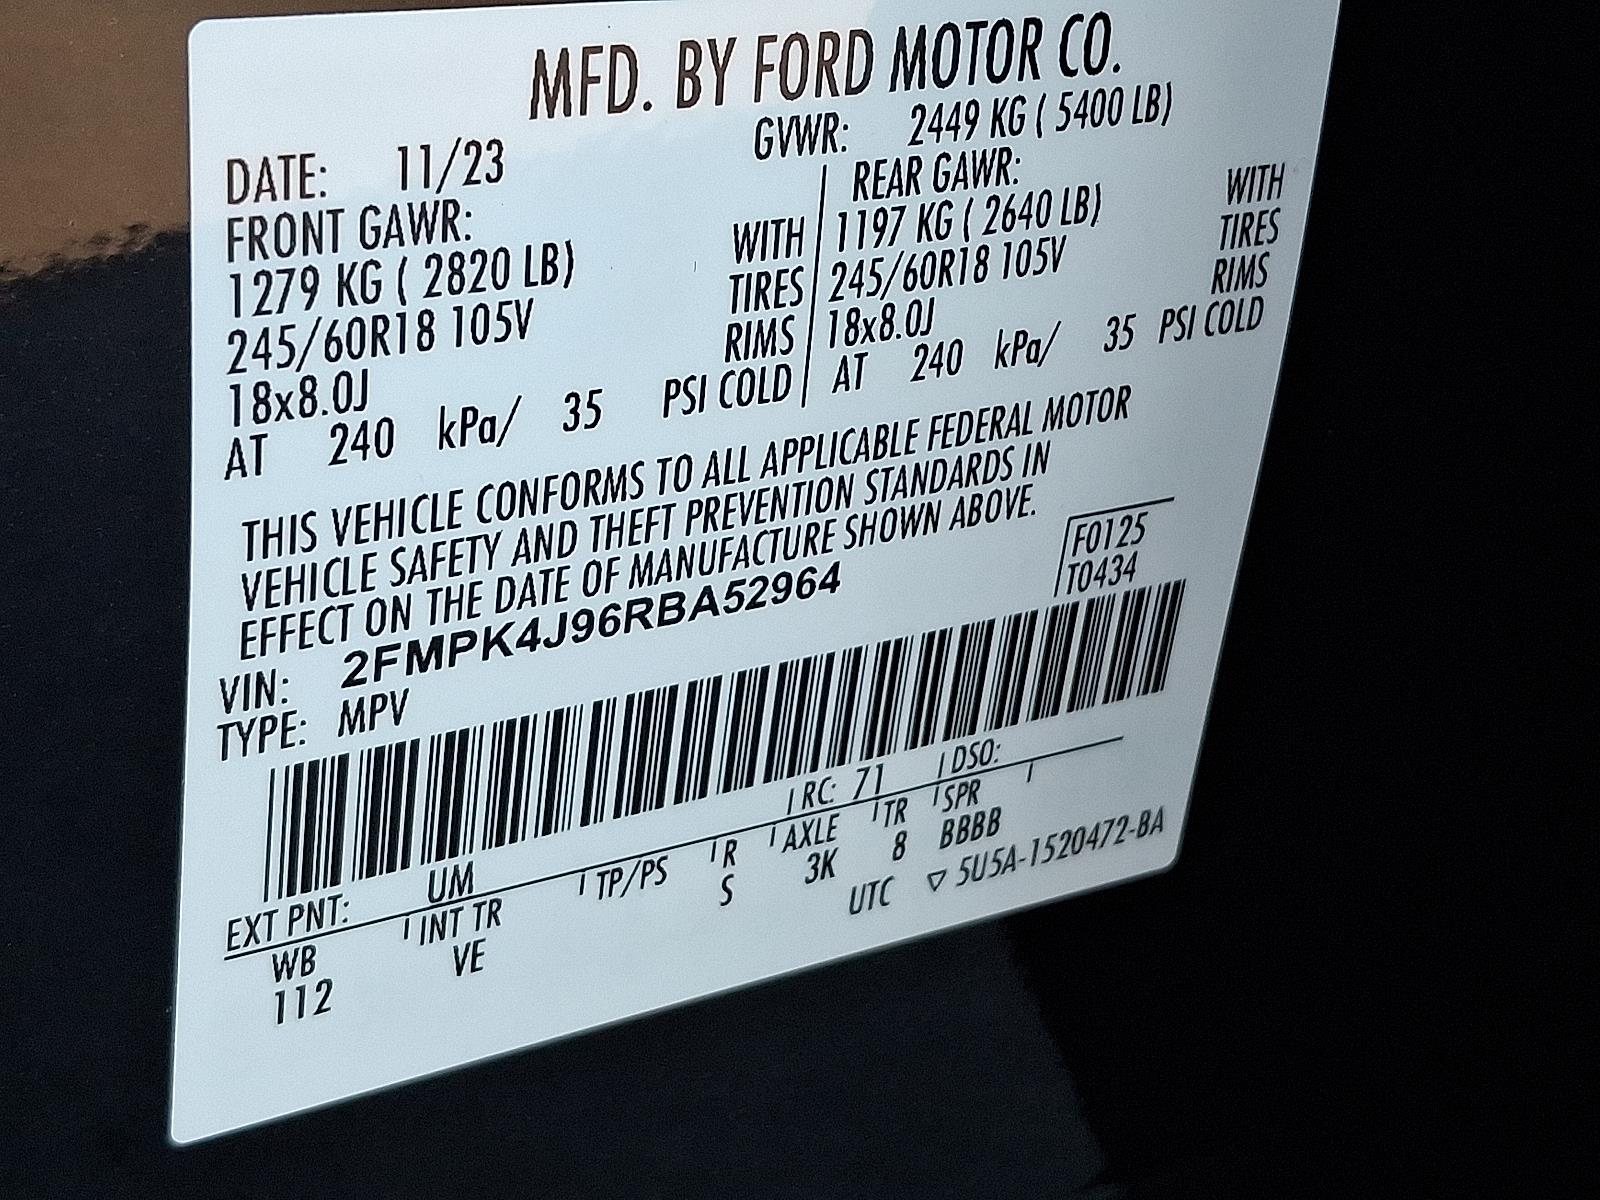 MFD. BY FORD MOTOR CO.
DATE: 11/23 GVWR: 2449 KG ( 5400 LB)
FRONT GAWR: REAR GAWR:
1279 KG ( 2820 LB) WITH 1197 KG ( 2640 LB) WITH
245/60R18 105V TIRES 245/60R18 105V TIRES
18x8.0J RIMS 18x8.0J RIMS
AT 240 kPa/ 35 PSI COLD AT 240 kPa/ 35 PSI COLD
THIS VEHICLE CONFORMS TO ALL APPLICABLE FEDERAL MOTOR
VEHICLE SAFETY AND THEFT PREVENTION STANDARDS IN
EFFECT ON THE DATE OF MANUFACTURE SHOWN ABOVE.
F0125
T0434
VIN: 2FMPK4J96RBA52964
TYPE: MPV
EXT PNT: UM RC: 71 DSO:
WB INT TR TP/PS R AXLE TR SPR
112 VE S 3K 8 BBBB
UTC ▽ 5U5A-1520472-BA